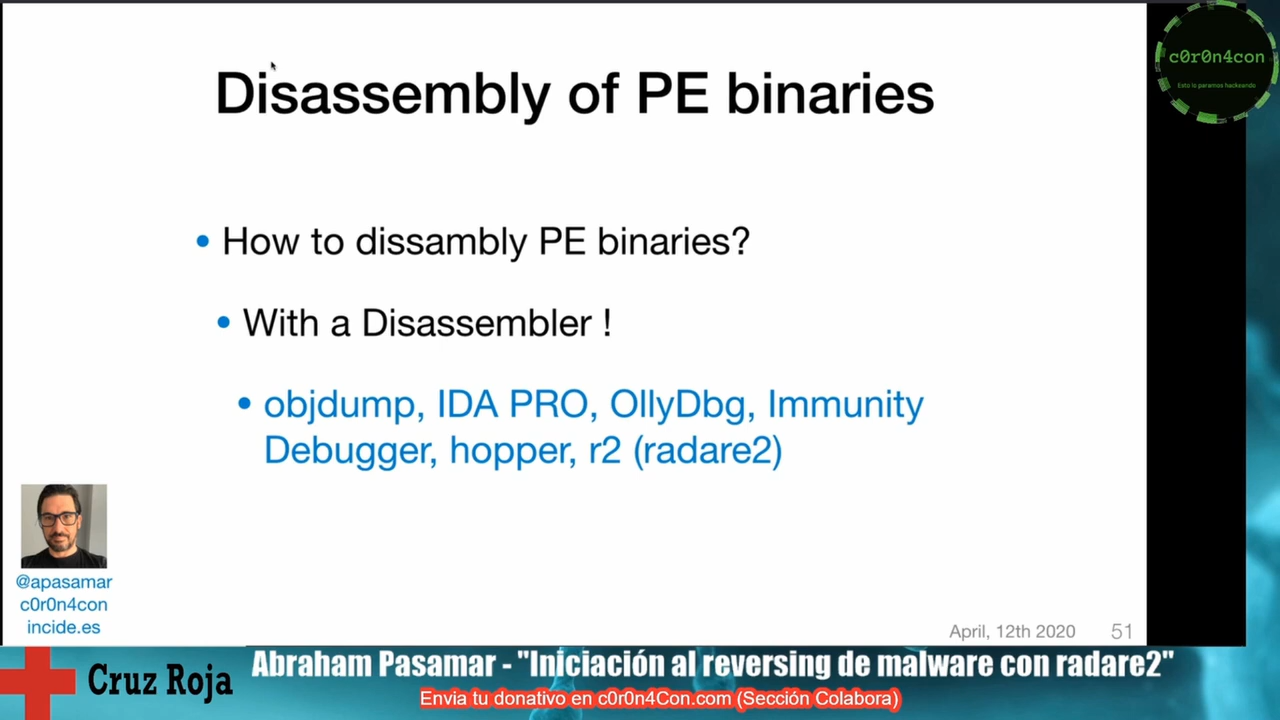 c0r0n4con
Esto lo paramos hackeando
Disassembly of PE binaries
• How to dissambly PE binaries?
• With a Disassembler !
• objdump, IDA PRO, OllyDbg, Immunity
Debugger, hopper, r2 (radare2)
@apasamar
c0r0n4con
incide.es
April, 12th 2020 51
Cruz Roja
Abraham Pasamar - "Iniciación al reversing de malware con radare2"
Envia tu donativo en c0r0n4Con.com (Sección Colabora)